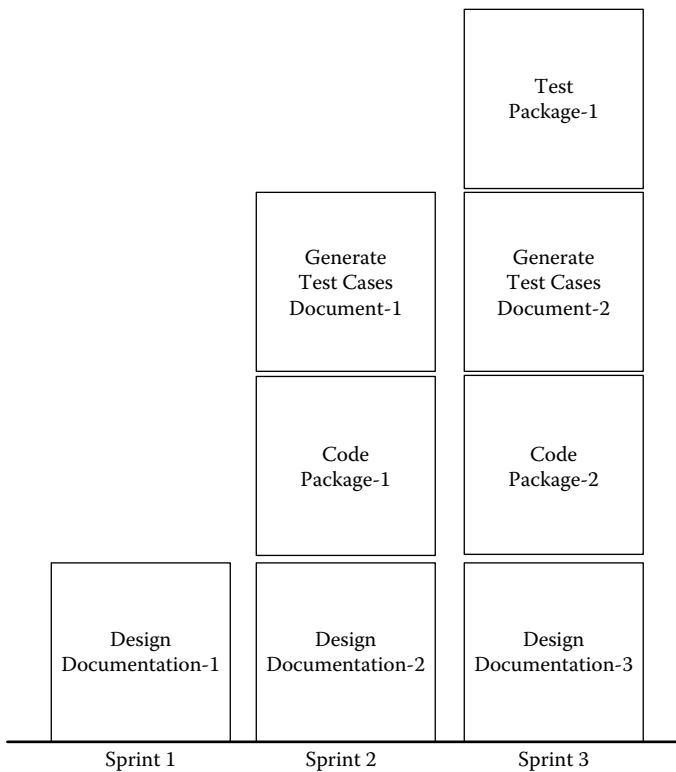 Test
Package-1
Generate
Test Cases
Document-1
Generate
Test Cases
Document-2
Code
Package-1
Code
Package-2
Design
Documentation-1
Design
Documentation-2
Design
Documentation-3
Sprint 1
Sprint 2
Sprint 3